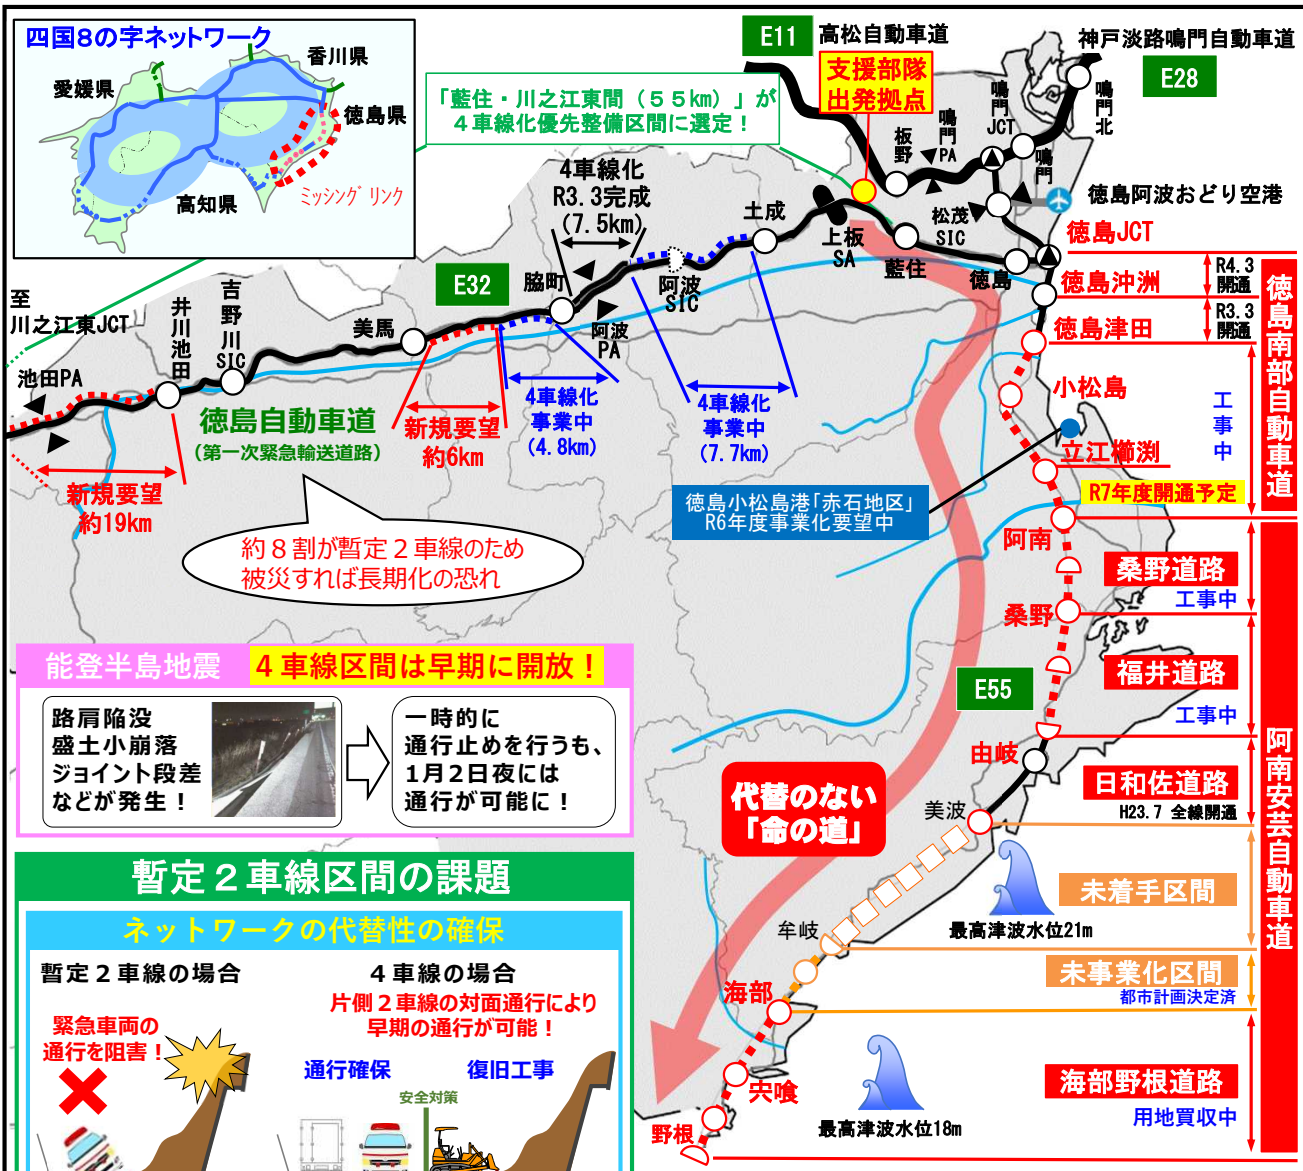 四国8の字ネットワーク
香川県
愛媛県
徳島県
高知県
ミッシングリンク
「藍住・川之江東間（５５km）」が
４車線化優先整備区間に選定！
E11
高松自動車道
支援部隊
出発拠点
神戸淡路鳴門自動車道
E28
鳴門北
鳴門JCT
鳴門
鳴門PA
板野
徳島阿波おどり空港
松茂
SIC
徳島JCT
徳島
藍住
上板
SA
土成
4車線化
R3.3完成
(7.5km)
阿波
SIC
脇町
阿波
PA
E32
美馬
吉野川
SIC
井川池田
至
川之江東JCT
池田PA
徳島自動車道
(第一次緊急輸送道路)
新規要望
約19km
新規要望
約6km
4車線化
事業中
(4.8km)
4車線化
事業中
(7.7km)
約８割が暫定２車線のため
被災すれば長期化の恐れ
徳島沖洲
R4.3
開通
徳島津田
R3.3
開通
小松島
立江櫛渕
工事中
徳島南部自動車道
R7年度開通予定
徳島小松島港「赤石地区」
R6年度事業化要望中
阿南
桑野道路
工事中
桑野
福井道路
工事中
E55
由岐
日和佐道路
H23.7 全線開通
美波
阿南安芸自動車道
代替のない
「命の道」
未着手区間
最高津波水位21m
牟岐
未事業化区間
都市計画決定済
海部
海部野根道路
用地買収中
宍喰
最高津波水位18m
野根
能登半島地震
４車線区間は早期に開放！
路肩陥没
盛土小崩落
ジョイント段差
などが発生！
一時的に
通行止めを行うも、
1月2日夜には
通行が可能に！
暫定２車線区間の課題
ネットワークの代替性の確保
暫定２車線の場合
緊急車両の
通行を阻害！
４車線の場合
片側２車線の対面通行により
早期の通行が可能！
通行確保
復旧工事
安全対策